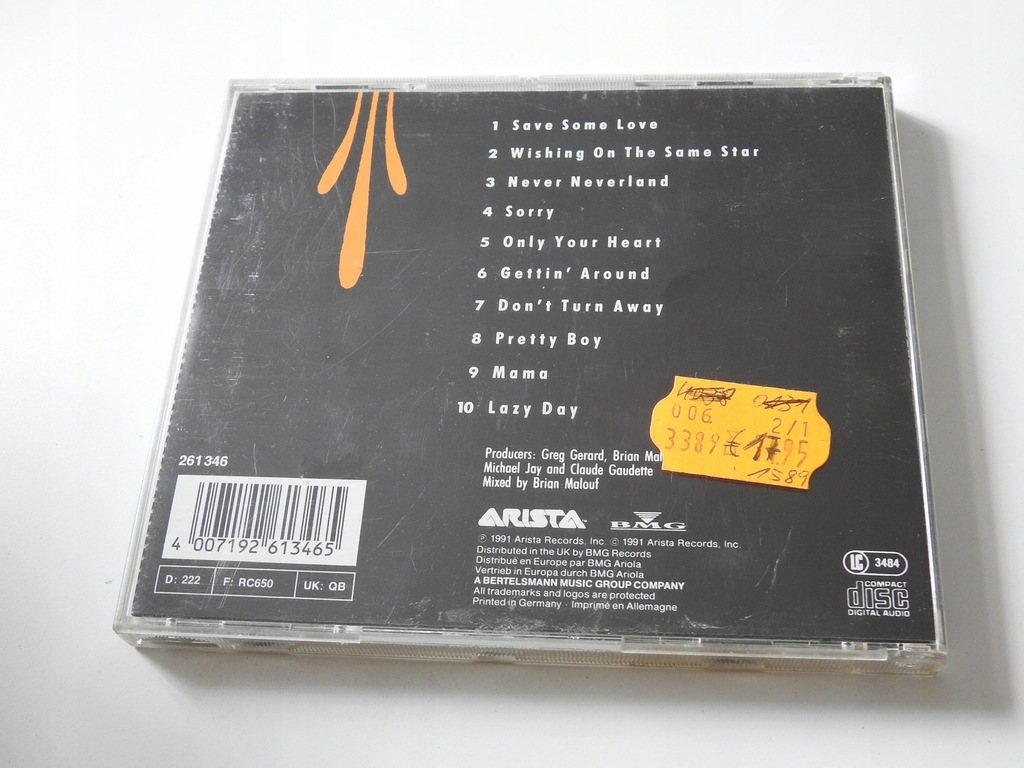 1 Save Some Love
2 Wishing On The Same Star
3 Never Neverland
4 Sorry
5 Only Your Heart
6 Gettin' Around
7 Don't Turn Away
8 Pretty Boy
9 Mama
10 Lazy Day
006
2/1
3389
95
1589
261 346
4 007192 613465
D: 222 F: RC650 UK: QB
Producers: Greg Gerard, Brian
Michael Jay and Claude Gaudette
Mixed by Brian Malouf
ARISTA BMG
℗ 1991 Arista Records, Inc. © 1991 Arista Records, Inc.
Distributed in the UK by BMG Records
Distribué en Europe par BMG Ariola
Vertrieb in Europa durch BMG Ariola
A BERTELSMANN MUSIC GROUP COMPANY
All trademarks and logos are protected
Printed in Germany · Imprimé en Allemagne
LC 3484
COMPACT
disc
DIGITAL AUDIO